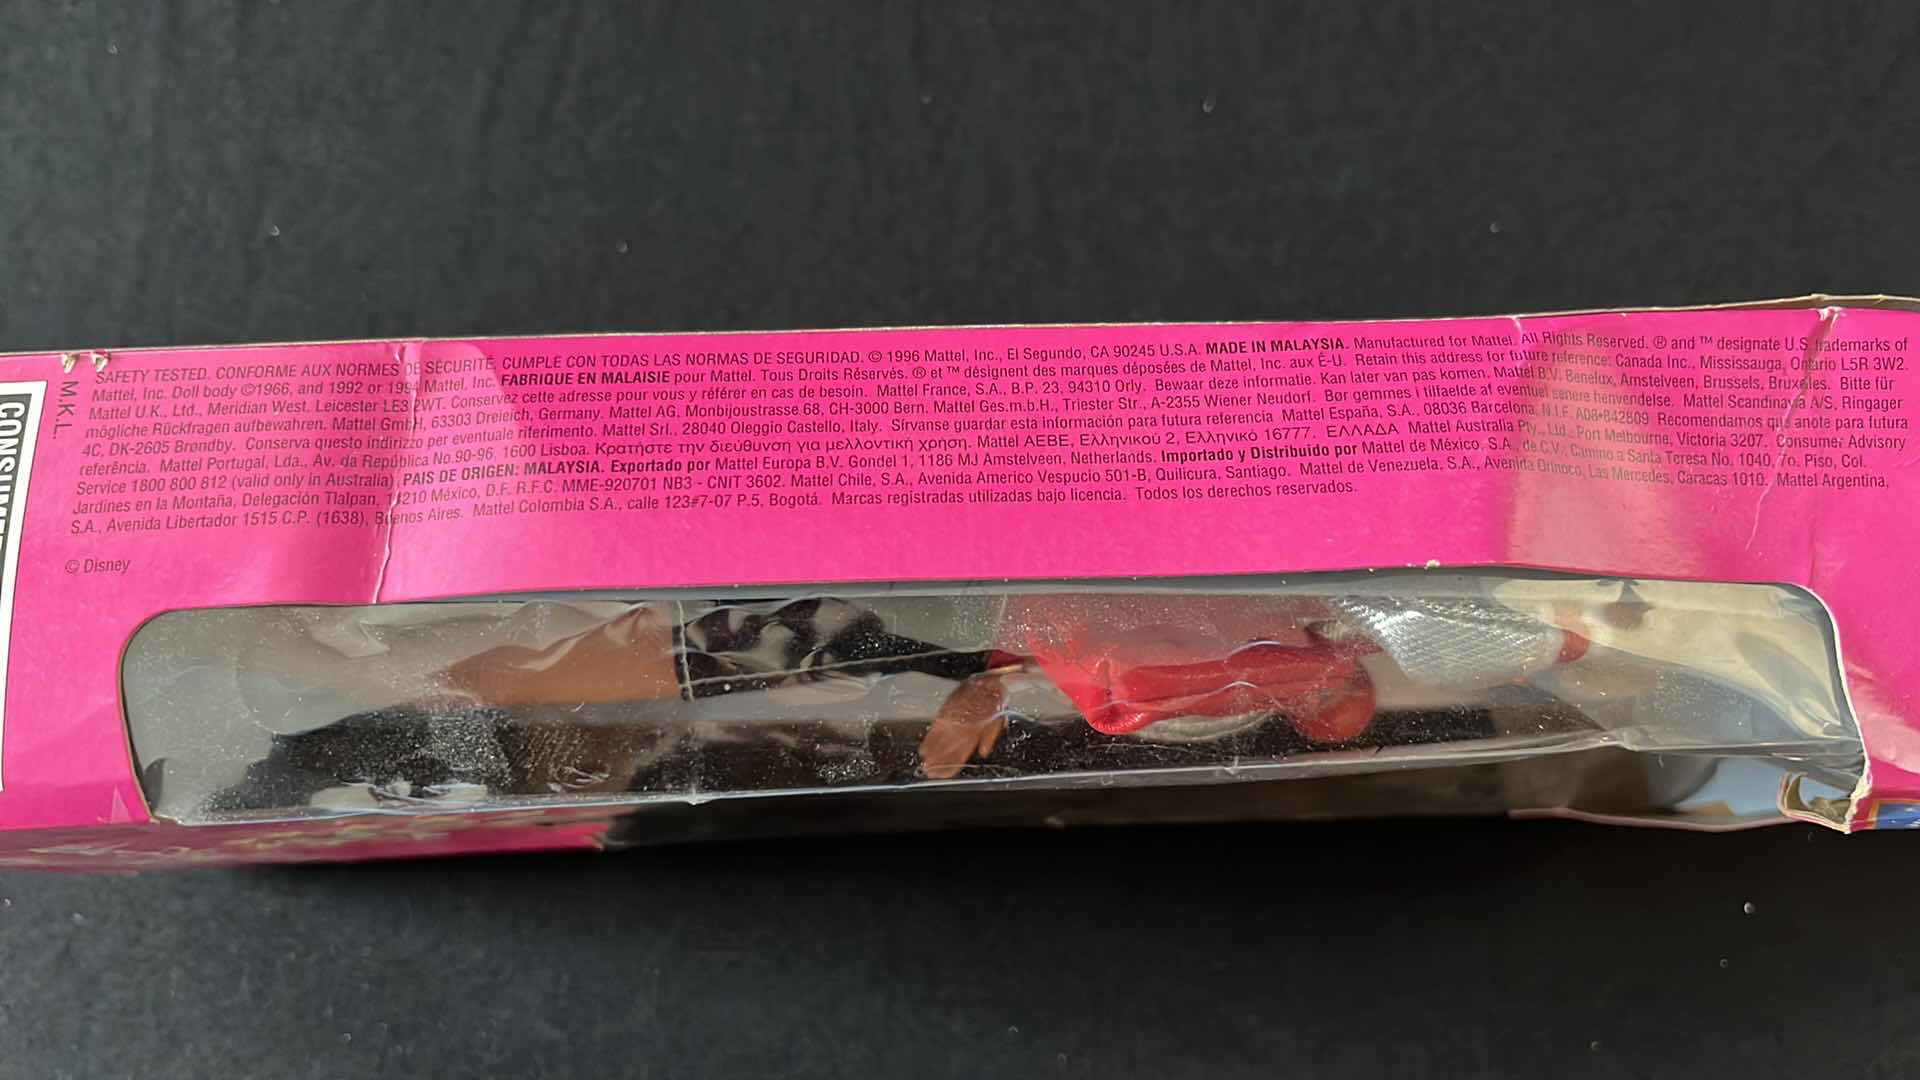 CONSUME
M.K.L.
SAFETY TESTED. CONFORME AUX NORMES DE SÉCURITÉ. CUMPLE CON TODAS LAS NORMAS DE SEGURIDAD. © 1996 Mattel, Inc., El Segundo, CA 90245 U.S.A. MADE IN MALAYSIA. Manufactured for Mattel. All Rights Reserved. ® and ™ designate U.S. trademarks of
Mattel, Inc. Doll body ©1966, and 1992 or 1994 Mattel, Inc. FABRIQUE EN MALAISIE pour Mattel. Tous Droits Réservés. ® et ™ désignent des marques déposées de Mattel, Inc. aux É-U. Retain this address for future reference: Canada Inc., Mississauga, Ontario L5R 3W2.
Mattel U.K., Ltd., Meridian West, Leicester LE3 2WT. Conservez cette adresse pour vous y référer en cas de besoin. Mattel France, S.A., B.P. 23, 94310 Orly. Bewaar deze informatie. Kan later van pas komen. Mattel B.V. Benelux, Amstelveen, Brussels, Bruxelles. Bitte für
mögliche Rückfragen aufbewahren. Mattel GmbH, 63303 Dreieich, Germany. Mattel AG, Monbijoustrasse 68, CH-3000 Bern. Mattel Ges.m.b.H., Triester Str., A-2355 Wiener Neudorf. Bør gemmes i tilfaelde af eventuel senere henvendelse. Mattel Scandinavia A/S, Ringager
4C, DK-2605 Brøndby. Conserva questo indirizzo per eventuale riferimento. Mattel Srl., 28040 Oleggio Castello, Italy. Sírvanse guardar esta información para futura referencia Mattel España, S.A., 08036 Barcelona. N.I.F. A08•842809 Recomendamos que anote para futura
referência. Mattel Portugal, Lda., Av. da República No.90-96, 1600 Lisboa. Κρατήστε την διεύθυνση για μελλοντική χρήση. Mattel AEBE, Ελληνικού 2, Ελληνικό 16777. ΕΛΛΑΔΑ Mattel Australia Pty., Ltd., Port Melbourne, Victoria 3207. Consumer Advisory
Service 1800 800 812 (valid only in Australia). PAIS DE ORIGEN: MALAYSIA. Exportado por Mattel Europa B.V. Gondel 1, 1186 MJ Amstelveen, Netherlands. Importado y Distribuido por Mattel de México, S.A. de C.V., Camino a Santa Teresa No. 1040, 7o. Piso, Col.
Jardines en la Montaña, Delegación Tlalpan, 14210 México, D.F. R.F.C. MME-920701 NB3 - CNIT 3602. Mattel Chile, S.A., Avenida Americo Vespucio 501-B, Quilicura, Santiago. Mattel de Venezuela, S.A., Avenida Orinoco, Las Mercedes, Caracas 1010. Mattel Argentina,
S.A., Avenida Libertador 1515 C.P. (1638), Buenos Aires. Mattel Colombia S.A., calle 123#7-07 P.5, Bogotá. Marcas registradas utilizadas bajo licencia. Todos los derechos reservados.
© Disney